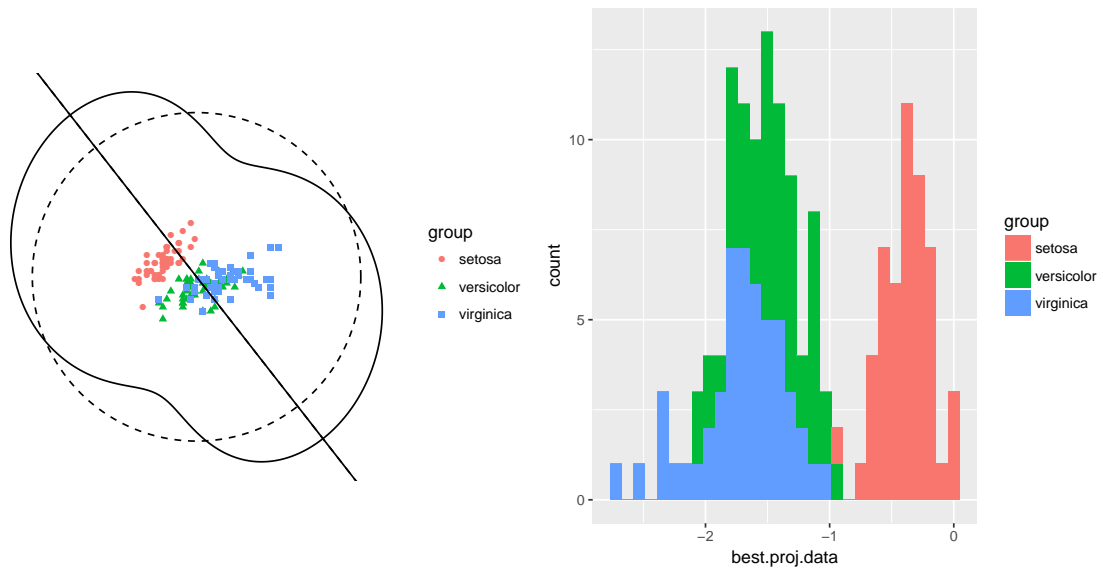 group
setosa
versicolor
virginica
count
10
5
0
−2
−1
0
best.proj.data
group
setosa
versicolor
virginica